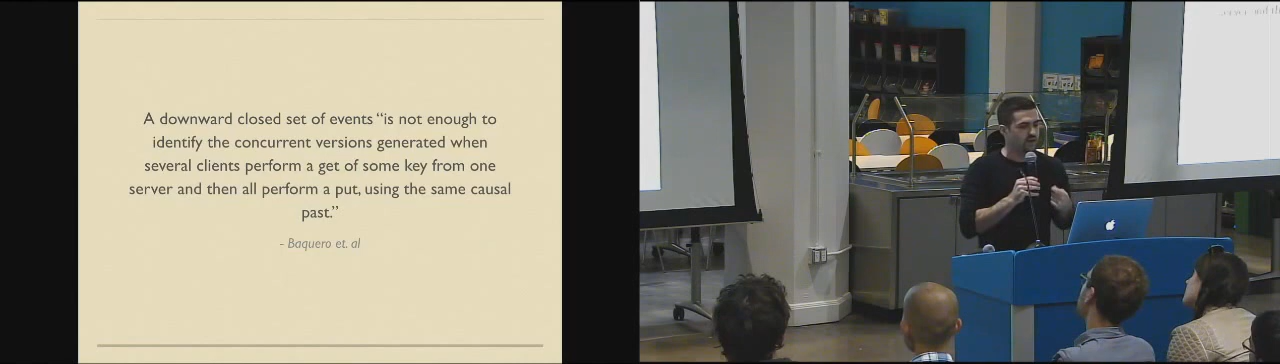 A downward closed set of events “is not enough to
identify the concurrent versions generated when
several clients perform a get of some key from one
server and then all perform a put, using the same causal
past.”
- Baquero et. al